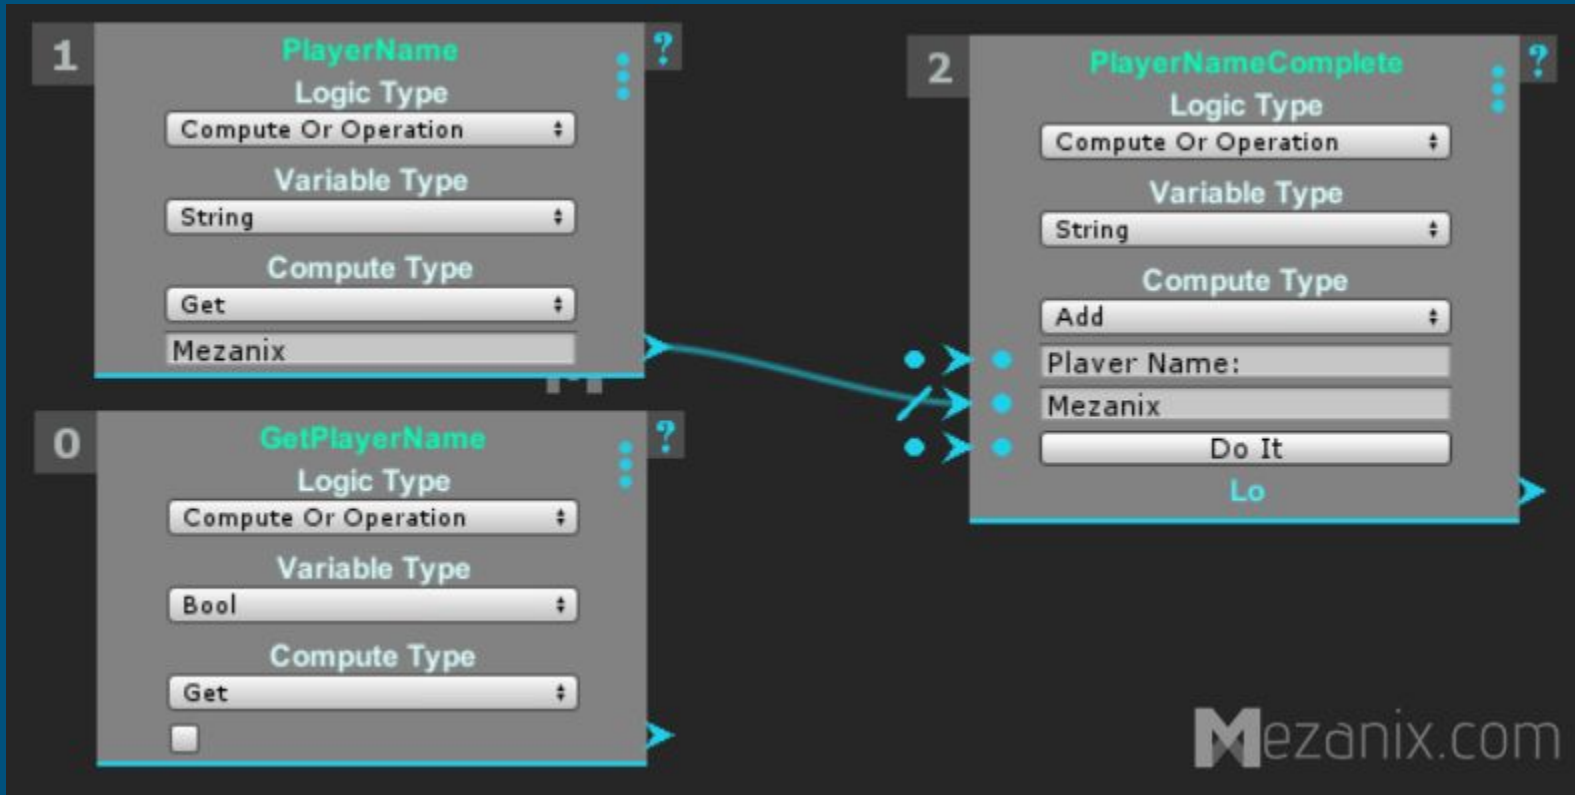 1
PlayerName
?
Logic Type
Compute Or Operation
Variable Type
String
Compute Type
Get
Mezanix
0
GetPlayerName
?
Logic Type
Compute Or Operation
Variable Type
Bool
Compute Type
Get
2
PlayerNameComplete
?
Logic Type
Compute Or Operation
Variable Type
String
Compute Type
Add
Plaver Name:
Mezanix
Do It
Lo
Mezanix.com